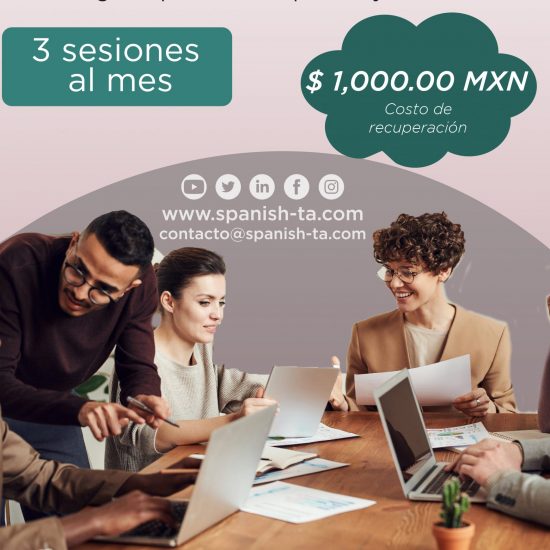 3 sesiones
al mes
$ 1,000.00 MXN
Costo de
recuperación
www.spanish-ta.com
contacto@spanish-ta.com